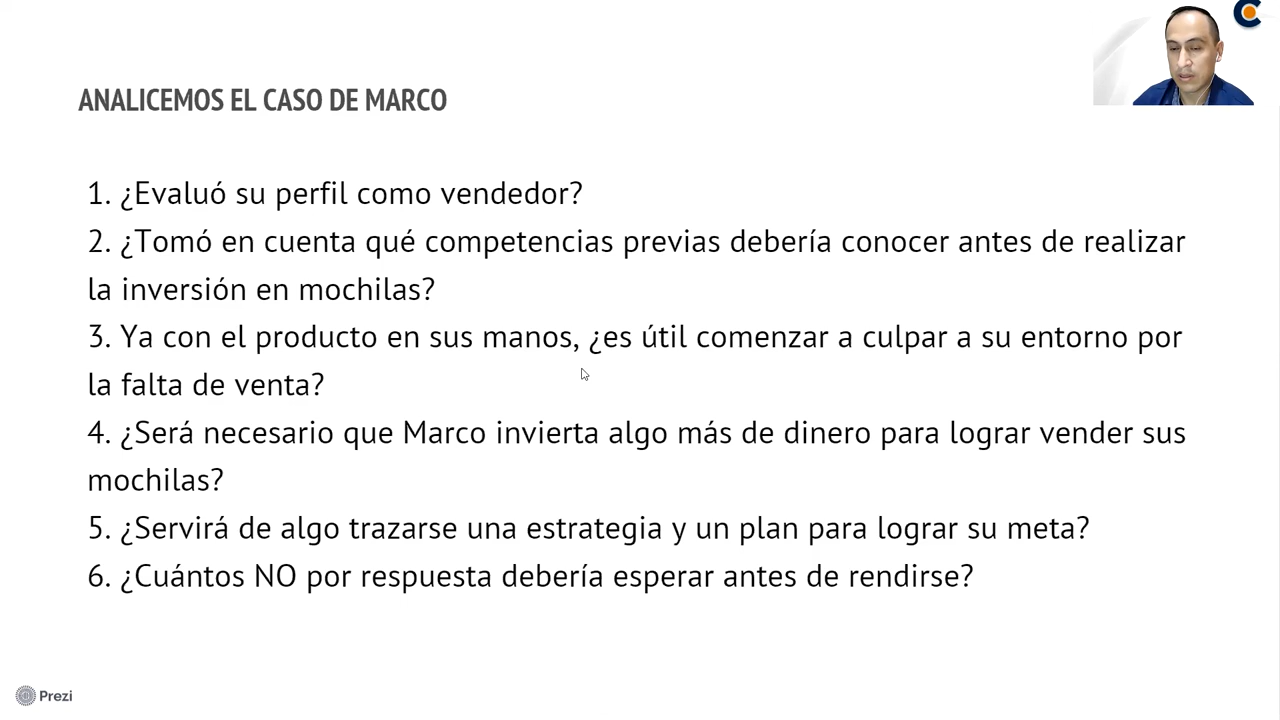 ANALICEMOS EL CASO DE MARCO
1. ¿Evaluó su perfil como vendedor?
2. ¿Tomó en cuenta qué competencias previas debería conocer antes de realizar
la inversión en mochilas?
3. Ya con el producto en sus manos, ¿es útil comenzar a culpar a su entorno por
la falta de venta?
4. ¿Será necesario que Marco invierta algo más de dinero para lograr vender sus
mochilas?
5. ¿Servirá de algo trazarse una estrategia y un plan para lograr su meta?
6. ¿Cuántos NO por respuesta debería esperar antes de rendirse?
Prezi